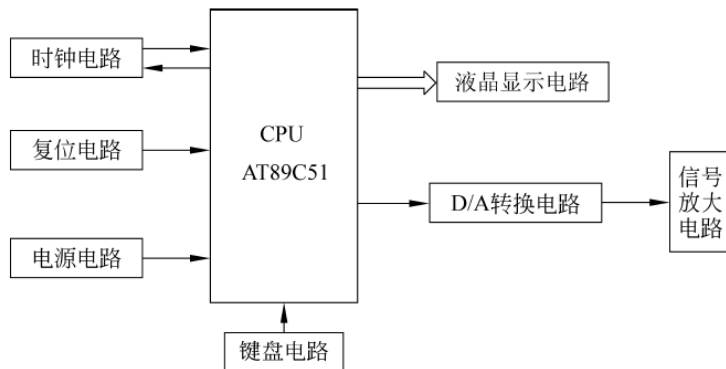 时钟电路
复位电路
电源电路
CPU
AT89C51
键盘电路
液晶显示电路
D/A转换电路
信号
放大
电路